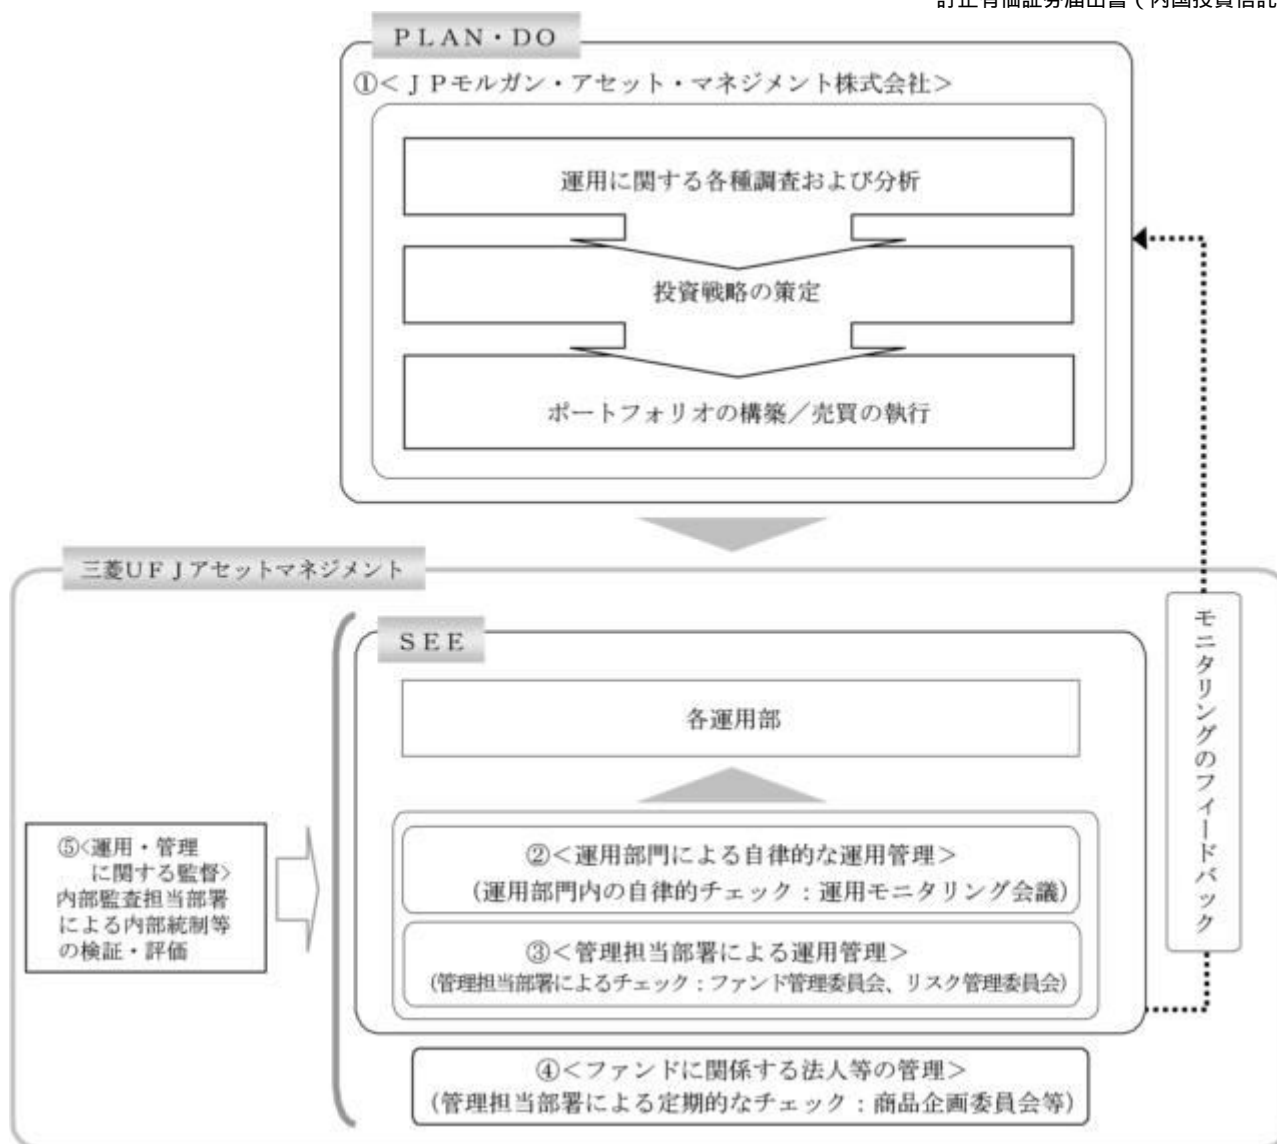 訂正有価証券届出書(内国投資信託
PLAN・DO
①<JPモルガン・アセット・マネジメント株式会社>
運用に関する各種調査および分析
投資戦略の策定
ポートフォリオの構築/売買の執行
三菱UFJアセットマネジメント
SEE
各運用部
②<運用部門による自律的な運用管理>
(運用部門内の自律的チェック:運用モニタリング会議)
③<管理担当部署による運用管理>
(管理担当部署によるチェック:ファンド管理委員会、リスク管理委員会)
④<ファンドに関係する法人等の管理>
(管理担当部署による定期的なチェック:商品企画委員会等)
⑤<運用・管理
に関する監督>
内部監査担当部署
による内部統制等
の検証・評価
モニタリングのフィードバック